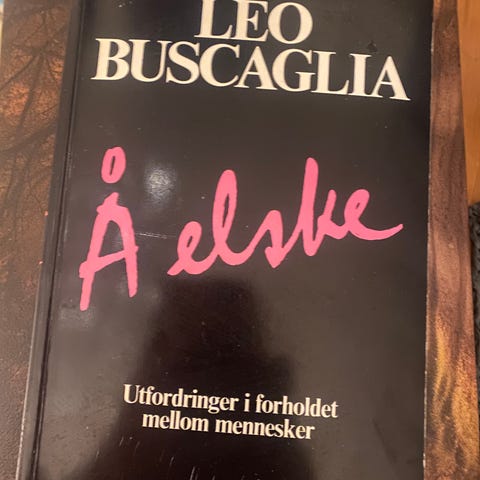 LEO
BUSCAGLIA
Å elske
Utfordringer i forholdet
mellom mennesker